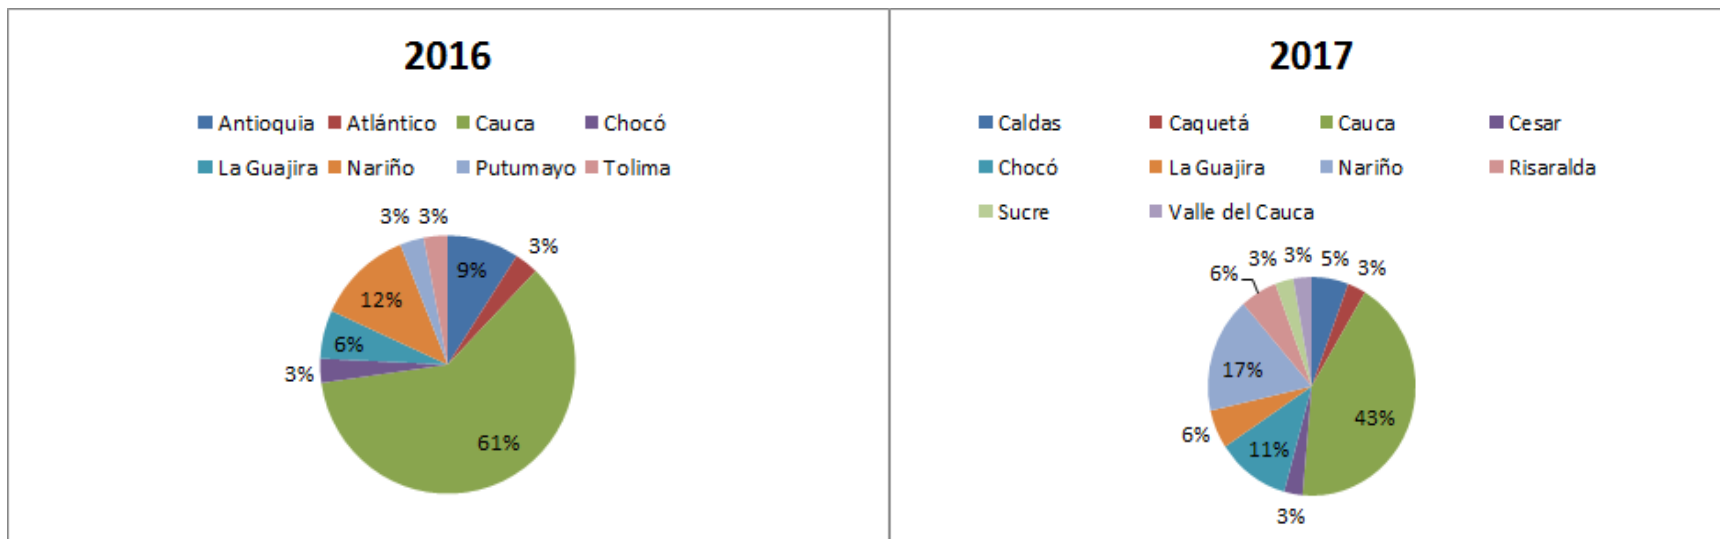 2016
Antioquia Atlántico Cauca Chocó
La Guajira Nariño Putumayo Tolima
3% 3%
3%
9%
12%
6%
3%
61%
2017
Caldas Caquetá Cauca Cesar
Chocó La Guajira Nariño Risaralda
Sucre Valle del Cauca
3% 3% 5% 3%
6%
17%
43%
6%
11%
3%